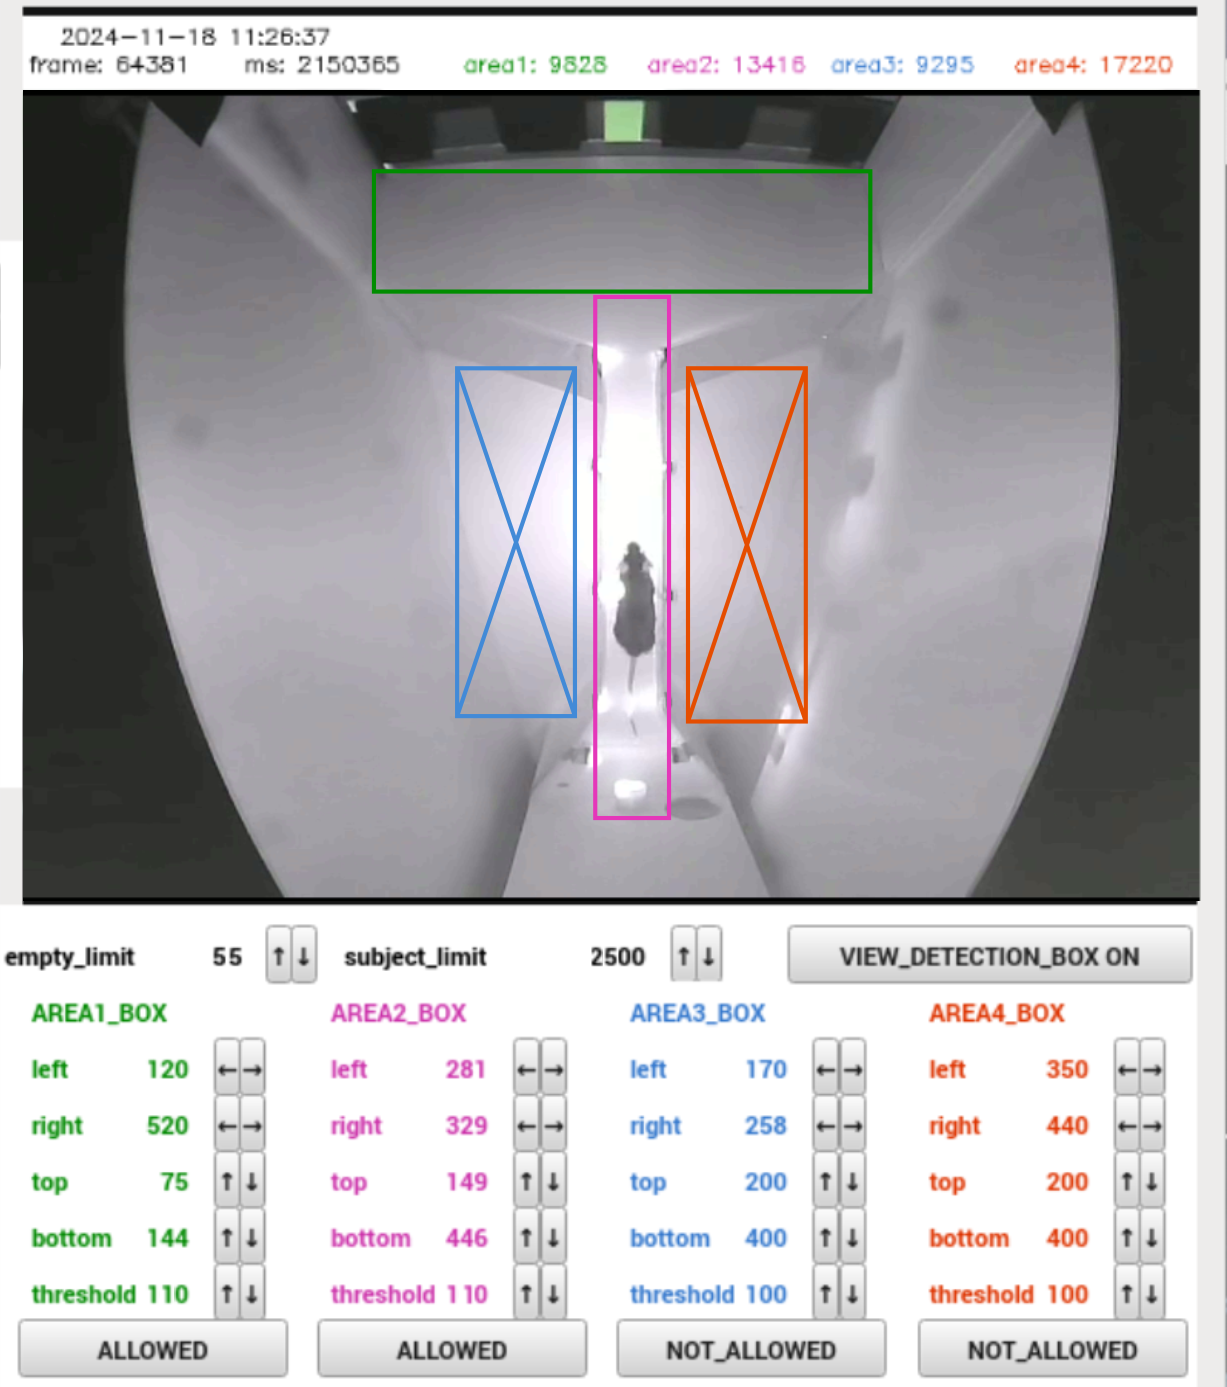 2024-11-18 11:26:37
frame: 64381 ms: 2150365 area1: 9828 area2: 13416 area3: 9295 area4: 17220
empty_limit 55 ↑ ↓ subject_limit 2500 ↑ ↓ VIEW_DETECTION_BOX ON
AREA1_BOX AREA2_BOX AREA3_BOX AREA4_BOX
left 120 ← → left 281 ← → left 170 ← → left 350 ← →
right 520 ← → right 329 ← → right 258 ← → right 440 ← →
top 75 ↑ ↓ top 149 ↑ ↓ top 200 ↑ ↓ top 200 ↑ ↓
bottom 144 ↑ ↓ bottom 446 ↑ ↓ bottom 400 ↑ ↓ bottom 400 ↑ ↓
threshold 110 ↑ ↓ threshold 110 ↑ ↓ threshold 100 ↑ ↓ threshold 100 ↑ ↓
ALLOWED ALLOWED NOT_ALLOWED NOT_ALLOWED